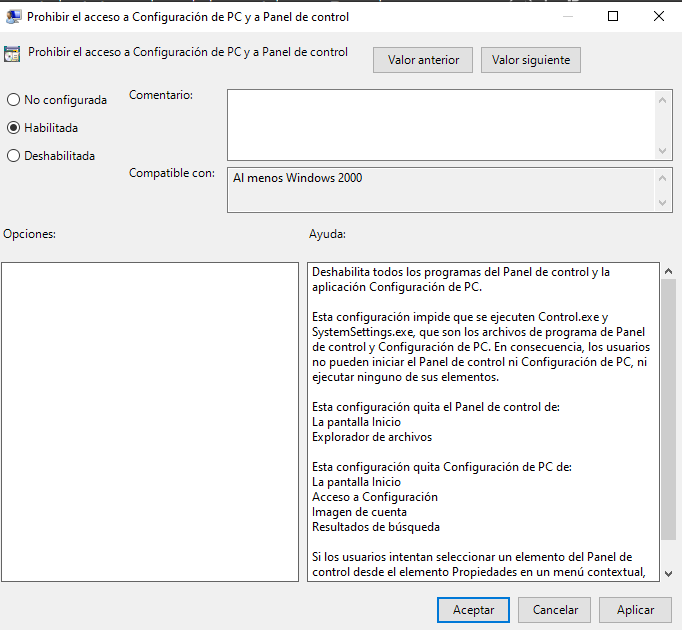 Prohibir el acceso a Configuración de PC y a Panel de control
Prohibir el acceso a Configuración de PC y a Panel de control
Valor anterior
Valor siguiente
No configurada
Habilitada
Deshabilitada
Comentario:
Compatible con:
Al menos Windows 2000
Opciones:
Ayuda:
Deshabilita todos los programas del Panel de control y la
aplicación Configuración de PC.
Esta configuración impide que se ejecuten Control.exe y
SystemSettings.exe, que son los archivos de programa de Panel
de control y Configuración de PC. En consecuencia, los usuarios
no pueden iniciar el Panel de control ni Configuración de PC, ni
ejecutar ninguno de sus elementos.
Esta configuración quita el Panel de control de:
La pantalla Inicio
Explorador de archivos
Esta configuración quita Configuración de PC de:
La pantalla Inicio
Acceso a Configuración
Imagen de cuenta
Resultados de búsqueda
Si los usuarios intentan seleccionar un elemento del Panel de
control desde el elemento Propiedades en un menú contextual,
Aceptar
Cancelar
Aplicar